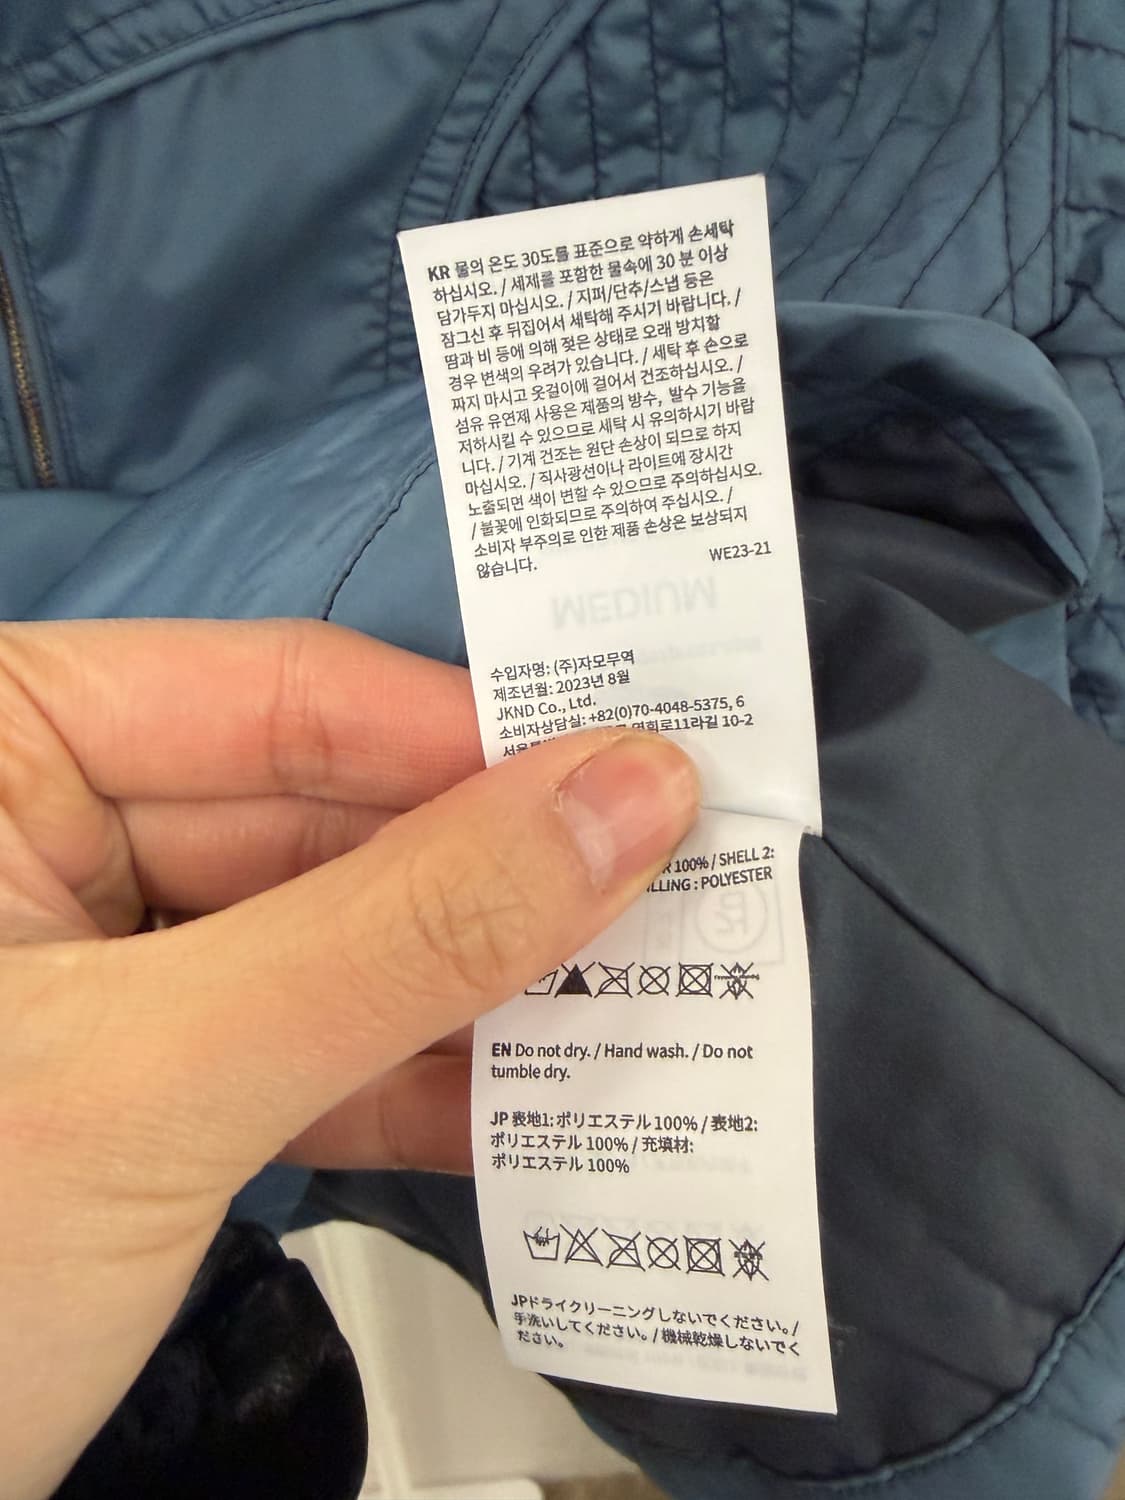 KR 물의 온도 30도를 표준으로 약하게 손세탁
하십시오. / 세제를 포함한 물속에 30 분 이상
담가두지 마십시오. / 지퍼/단추/스냅 등은
잠그신 후 뒤집어서 세탁해 주시기 바랍니다. /
땀과 비 등에 의해 젖은 상태로 오래 방치할
경우 변색의 우려가 있습니다. / 세탁 후 손으로
짜지 마시고 옷걸이에 걸어서 건조하십시오. /
섬유 유연제 사용은 제품의 방수, 발수 기능을
저하시킬 수 있으므로 세탁 시 유의하시기 바랍
니다. / 기계 건조는 원단 손상이 되므로 하지
마십시오. / 직사광선이나 라이트에 장시간
노출되면 색이 변할 수 있으므로 주의하십시오.
/ 불꽃에 인화되므로 주의하여 주십시오. /
소비자 부주의로 인한 제품 손상은 보상되지
않습니다.
WE23-21
MEDIUM
수입자명: (주)자모무역
제조년월: 2023년 8월
JKND Co., Ltd.
소비자상담실: +82(0)70-4048-5375, 6
10-2
100% / SHELL 2:
: POLYESTER
EN Do not dry. / Hand wash. / Do not
tumble dry.
JP 表地1: ポリエステル 100% / 表地2:
ポリエステル 100% / 充填材:
ポリエステル 100%
JPドライクリーニングしないでください。/
手洗いしてください。/ 機械乾燥しないでく
ださい。